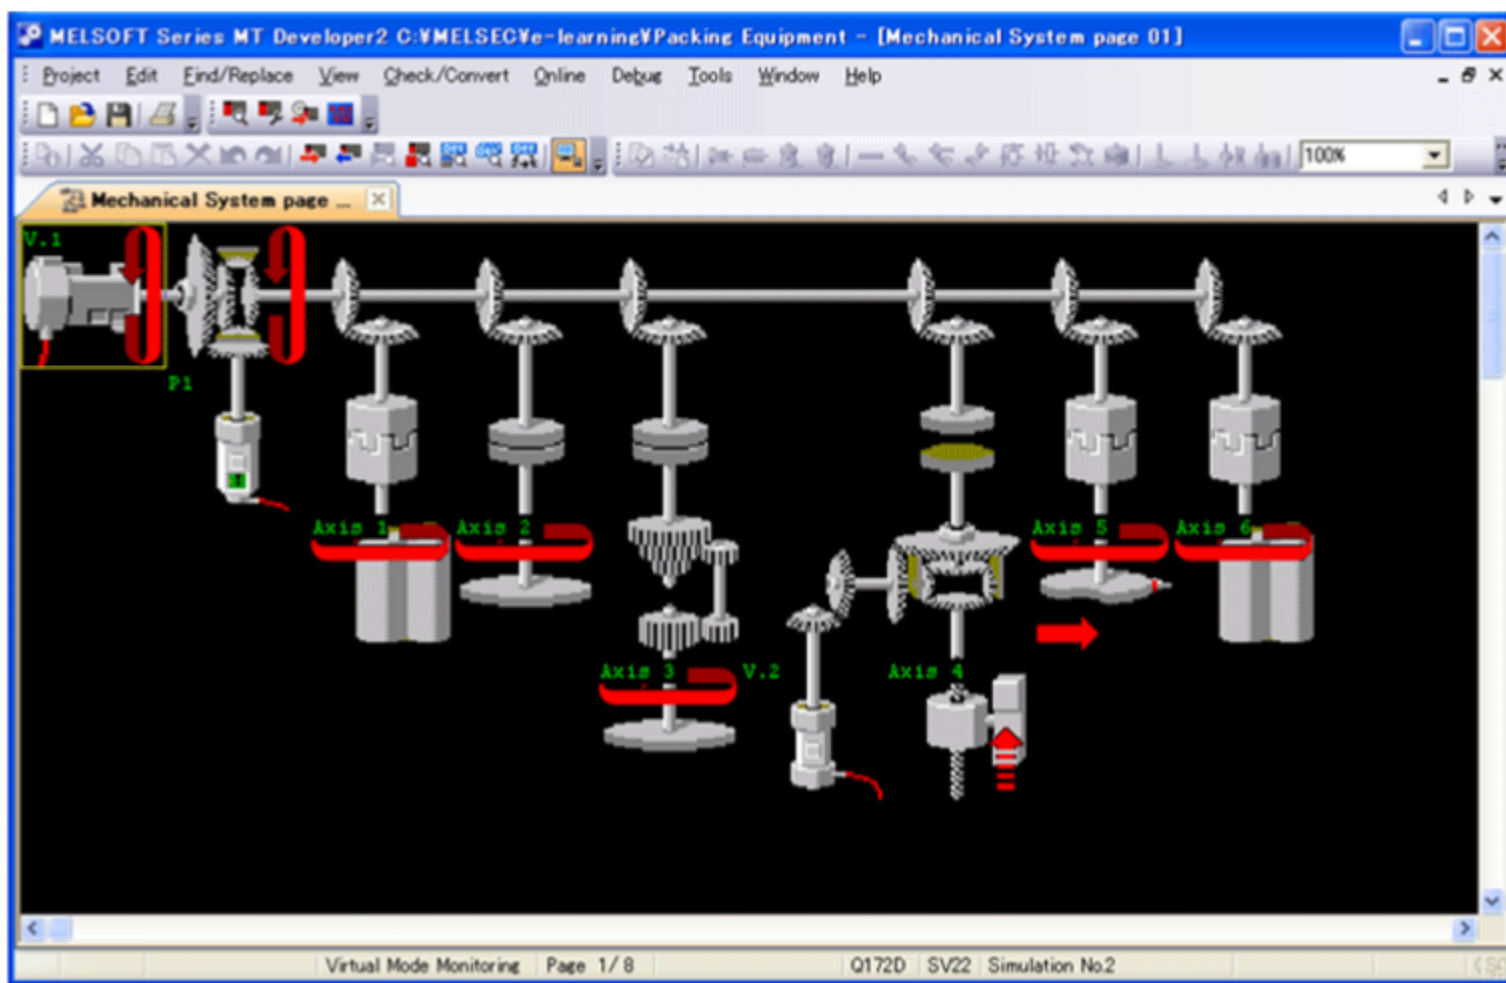 MELSOFT Series MT Developer2 C:¥MELSEC¥e-learning¥Packing Equipment - [Mechanical System page 01]
Project Edit Find/Replace View Check/Convert Online Debug Tools Window Help
100%
Mechanical System page ...
V.1
P1
Axis 1 Axis 2 Axis 5 Axis 6
Axis 3 V.2 Axis 4
Virtual Mode Monitoring Page 1/8 Q172D SV22 Simulation No.2